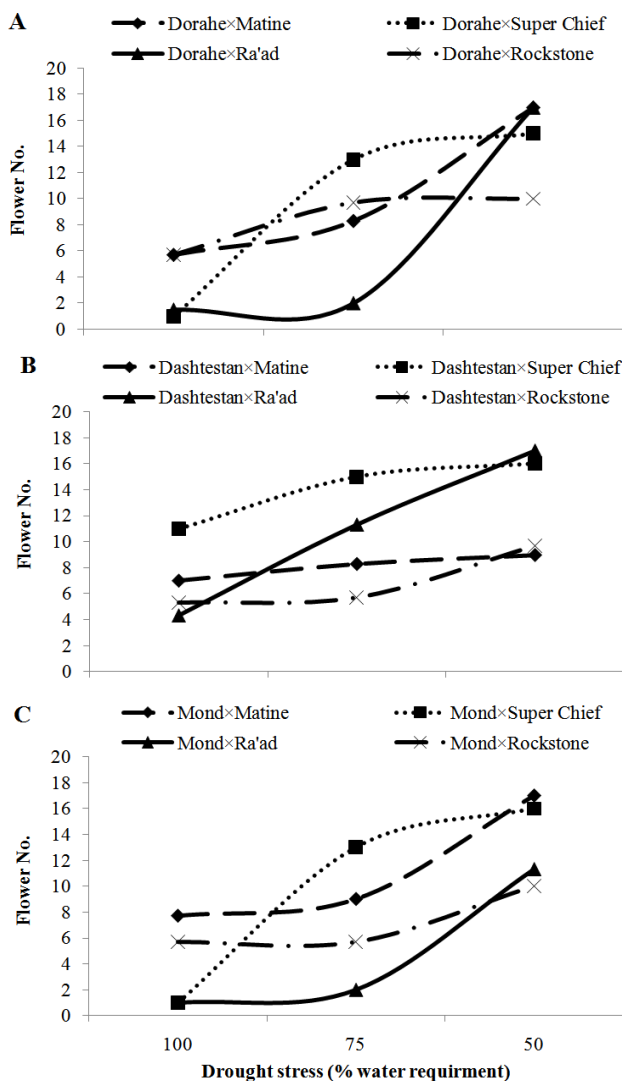 A
Dorahe×Matine Dorahe×Super Chief
Dorahe×Ra'ad Dorahe×Rockstone
20
18
16
14
12
10
8
6
4
2
0
Flower No.
B
Dashtestan×Matine Dashtestan×Super Chief
Dashtestan×Ra'ad Dashtestan×Rockstone
20
18
16
14
12
10
8
6
4
2
0
Flower No.
C
Mond×Matine Mond×Super Chief
Mond×Ra'ad Mond×Rockstone
20
18
16
14
12
10
8
6
4
2
0
Flower No.
100 75 50
Drought stress (% water requirment)